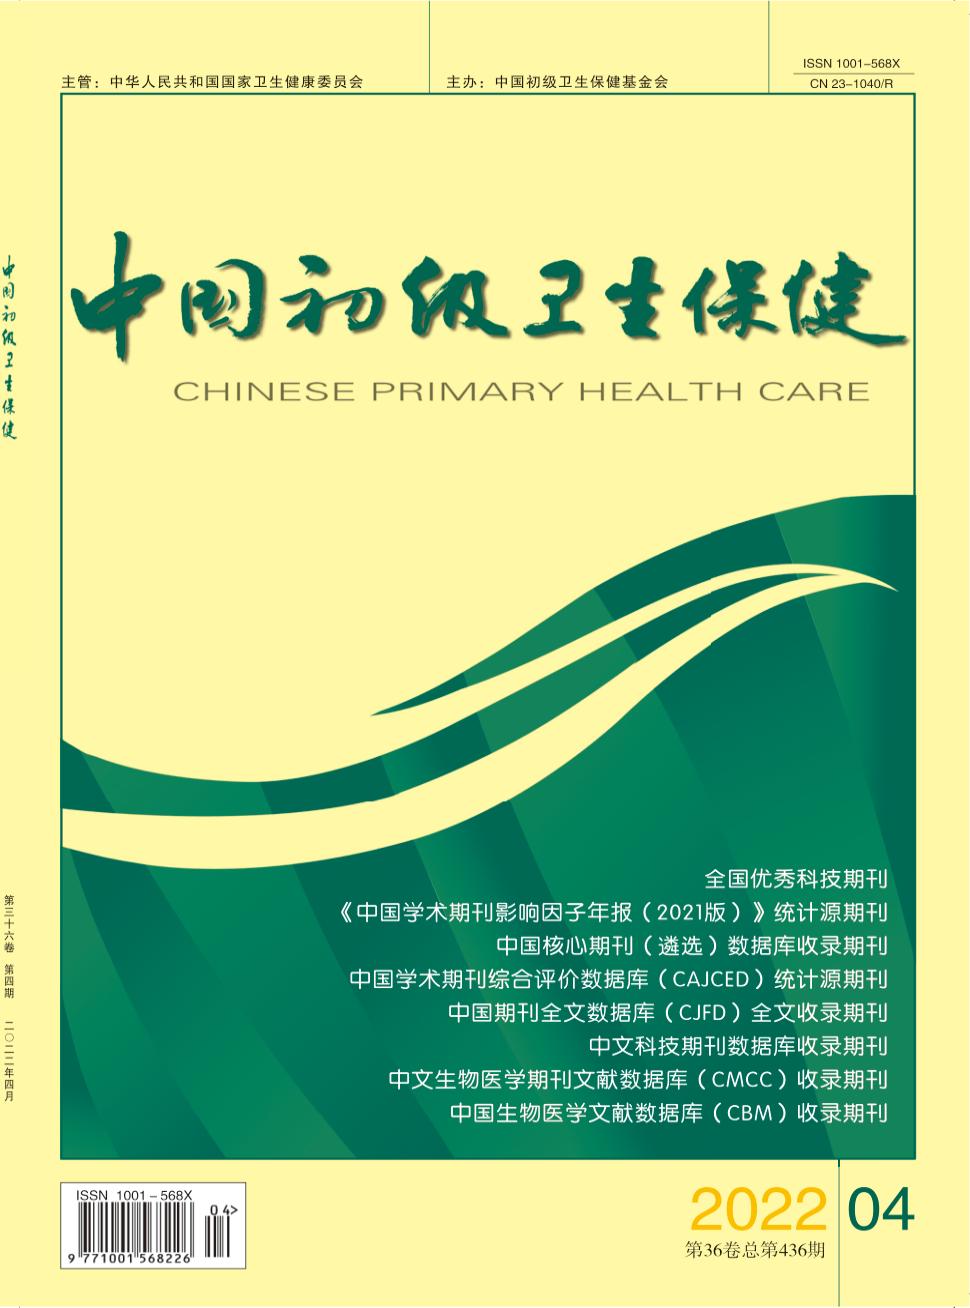 主管：中华人民共和国国家卫生健康委员会
主办：中国初级卫生保健基金会
ISSN 1001-568X
CN 23-1040/R
中国初级卫生保健
CHINESE PRIMARY HEALTH CARE
中国初级卫生保健
第三十六卷 第四期 二〇二二年四月
全国优秀科技期刊
《中国学术期刊影响因子年报（2021版）》统计源期刊
中国核心期刊（遴选）数据库收录期刊
中国学术期刊综合评价数据库（CAJCED）统计源期刊
中国期刊全文数据库（CJFD）全文收录期刊
中文科技期刊数据库收录期刊
中文生物医学期刊文献数据库（CMCC）收录期刊
中国生物医学文献数据库（CBM）收录期刊
ISSN 1001-568X
04>
9 771001 568226
2022 04
第36卷总第436期